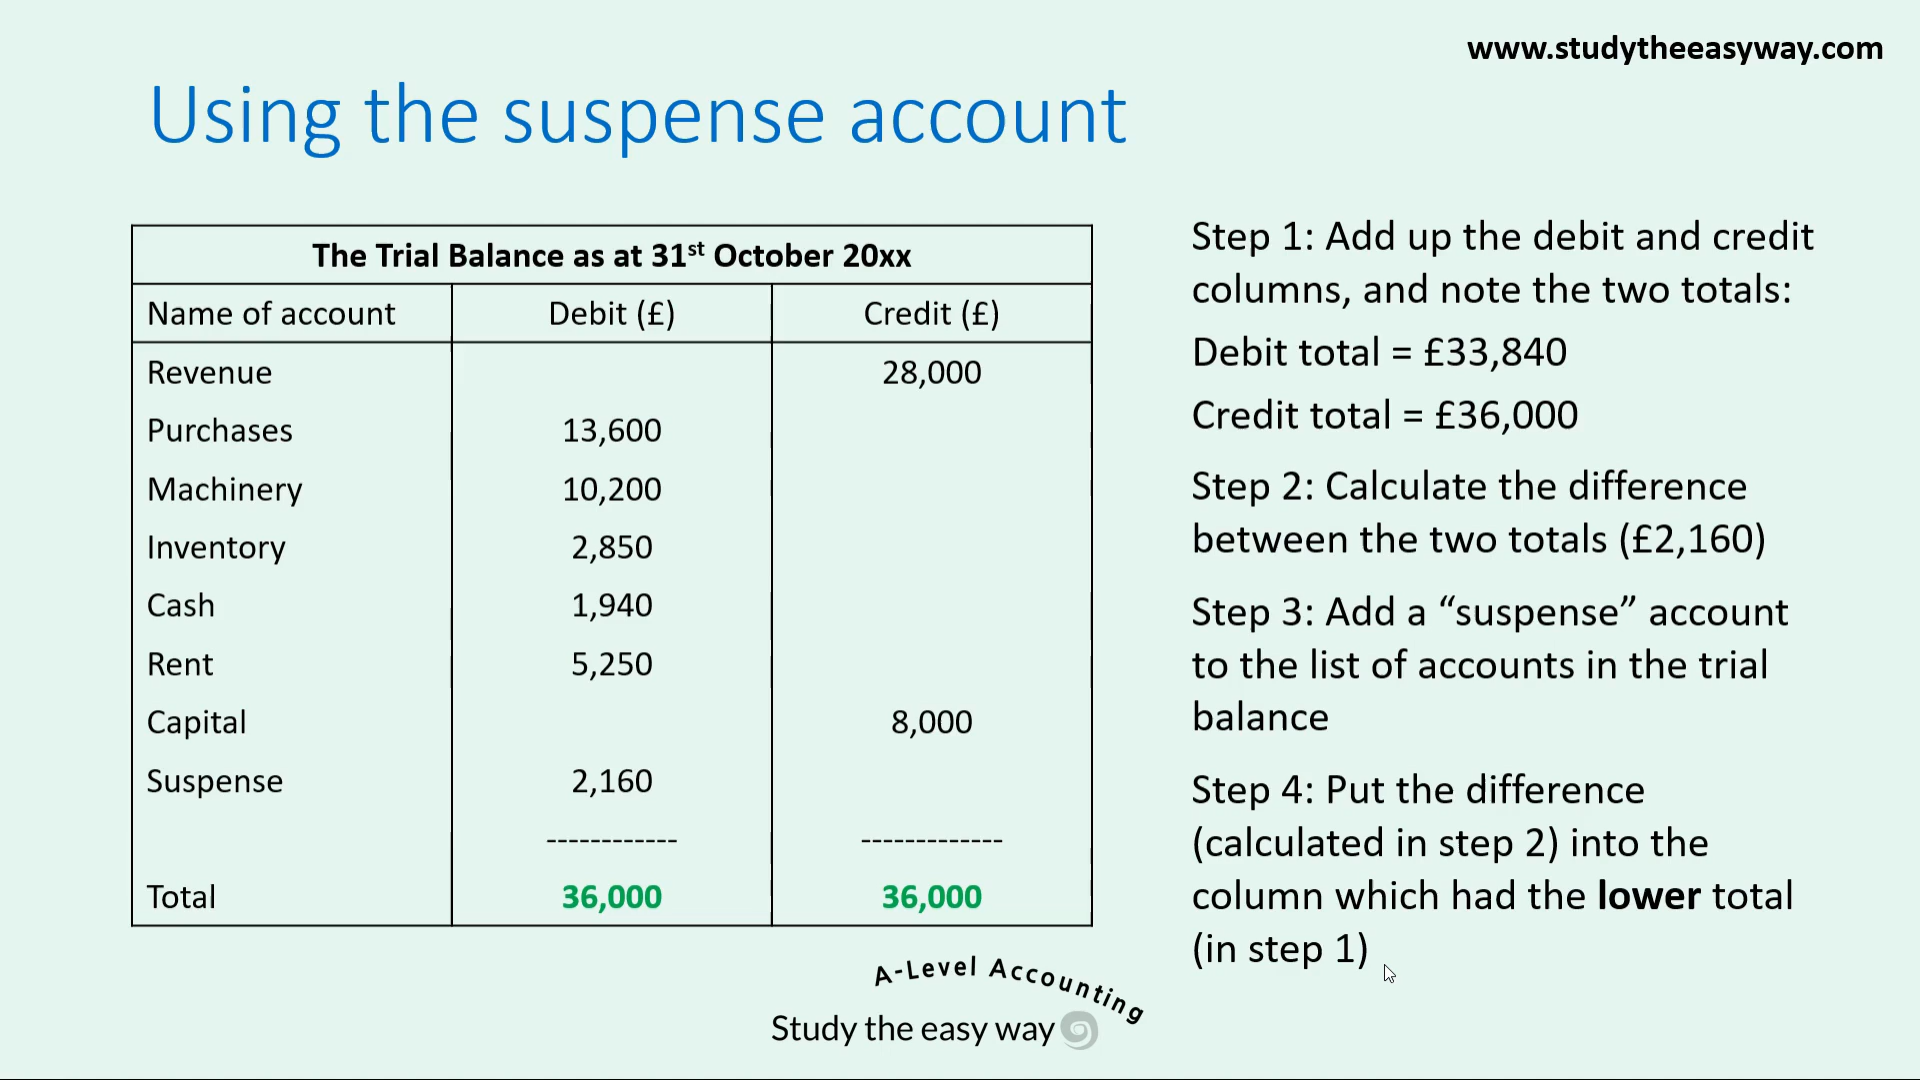 www.studytheeasyway.com
Using the suspense account
The Trial Balance as at 31st October 20xx
Name of account Debit (£) Credit (£)
Revenue 28,000
Purchases 13,600
Machinery 10,200
Inventory 2,850
Cash 1,940
Rent 5,250
Capital 8,000
Suspense 2,160
------------ -------------
Total 36,000 36,000
Step 1: Add up the debit and credit
columns, and note the two totals:
Debit total = £33,840
Credit total = £36,000
Step 2: Calculate the difference
between the two totals (£2,160)
Step 3: Add a “suspense” account
to the list of accounts in the trial
balance
Step 4: Put the difference
(calculated in step 2) into the
column which had the lower total
(in step 1)
A-Level Accounting
Study the easy way